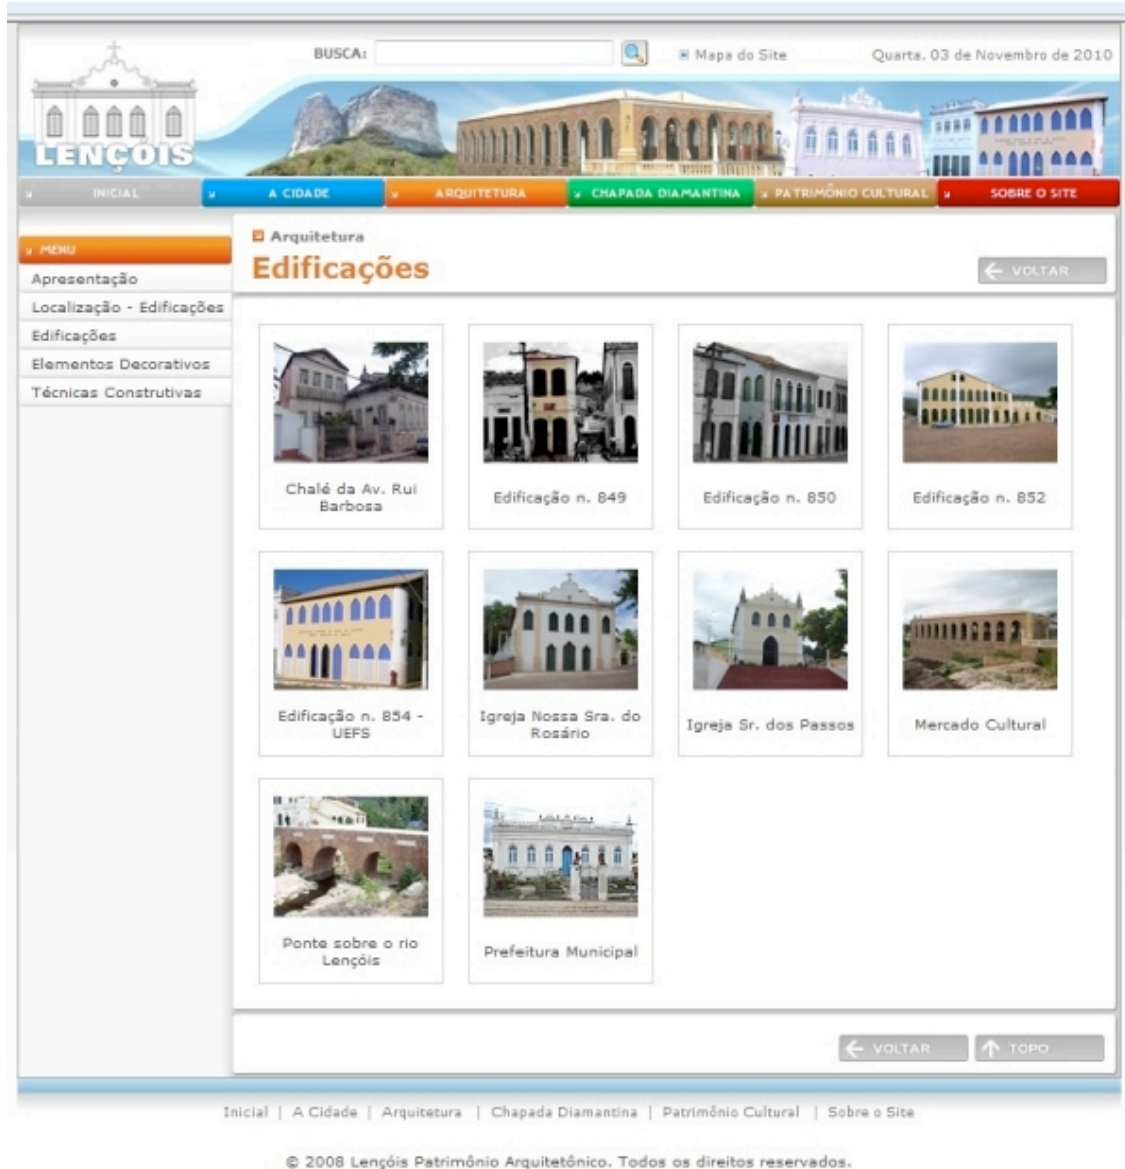 BUSCA:
Mapa do Site
Quarta, 03 de Novembro de 2010
LENÇÓIS
INICIAL
A CIDADE
ARQUITETURA
CHAPADA DIAMANTINA
PATRIMÔNIO CULTURAL
SOBRE O SITE
MENU
Apresentação
Localização - Edificações
Edificações
Elementos Decorativos
Técnicas Construtivas
Arquitetura
Edificações
VOLTAR
Chalé da Av. Rui
Barbosa
Edificação n. 849
Edificação n. 850
Edificação n. 852
Edificação n. 854 -
UEFS
Igreja Nossa Sra. do
Rosário
Igreja Sr. dos Passos
Mercado Cultural
Ponte sobre o rio
Lençóis
Prefeitura Municipal
VOLTAR
TOPO
Inicial | A Cidade | Arquitetura | Chapada Diamantina | Patrimônio Cultural | Sobre o Site
© 2008 Lençóis Patrimônio Arquitetônico. Todos os direitos reservados.